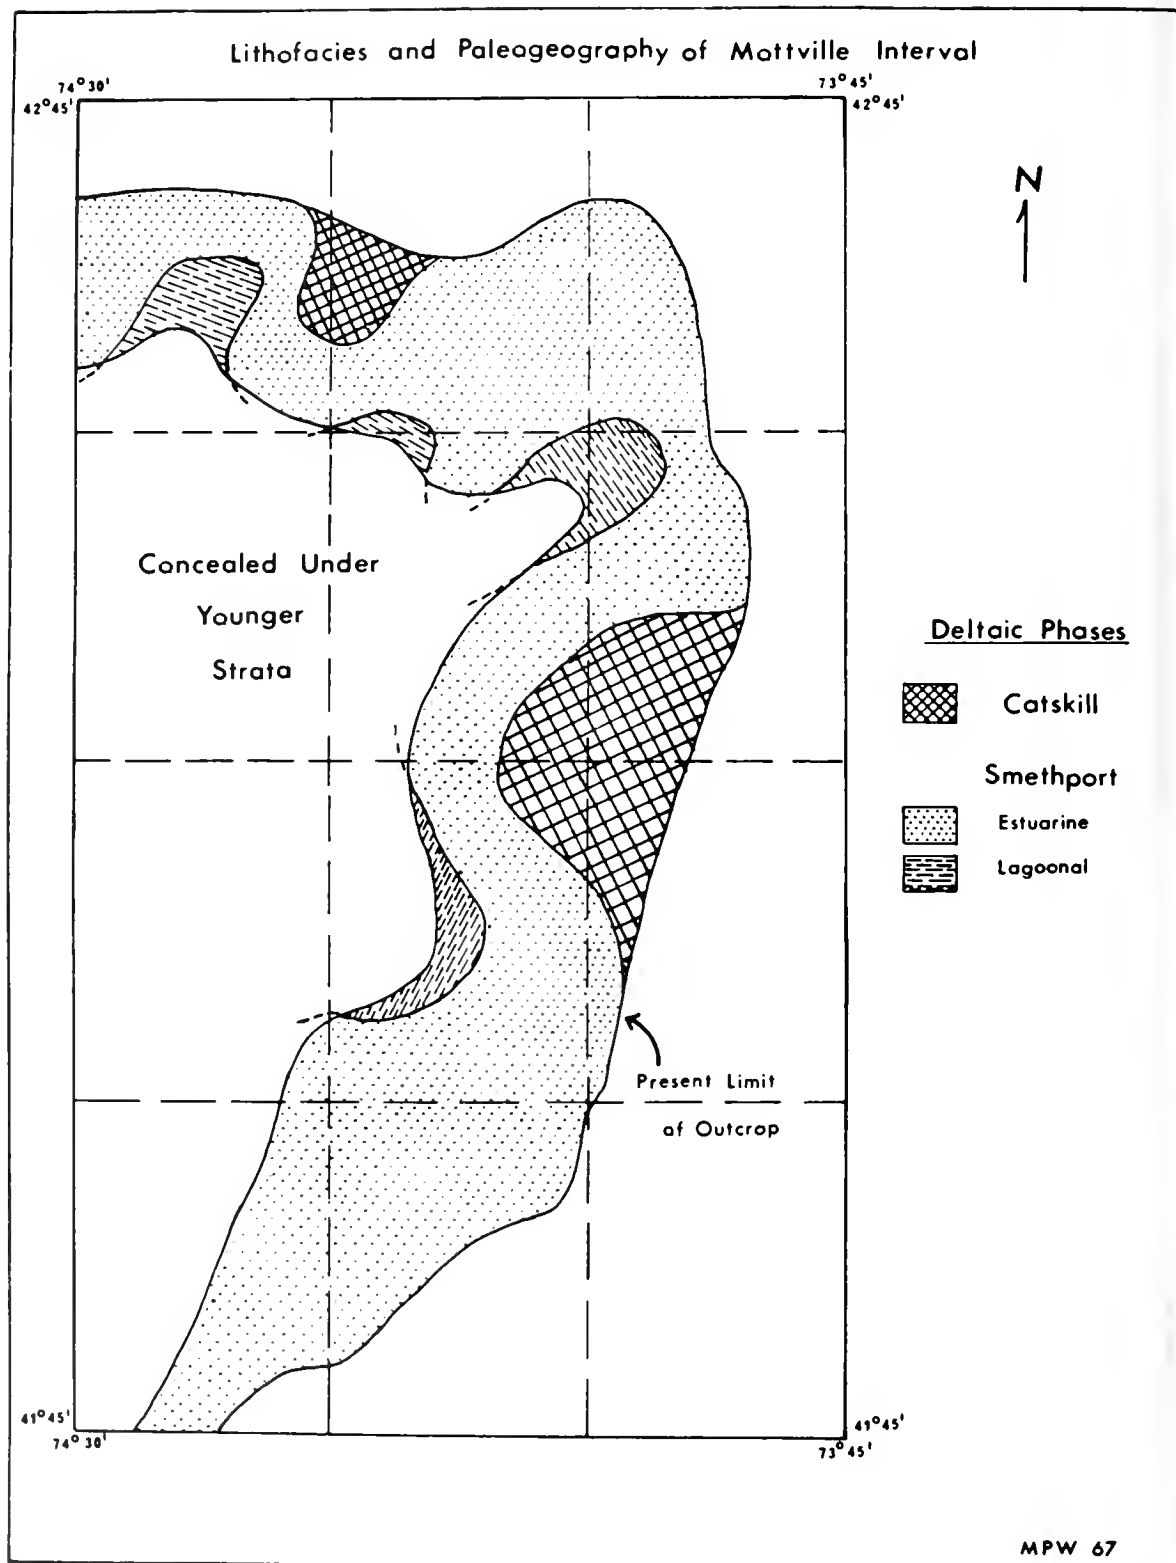 Lithofacies and Paleogeography of Mottville Interval
74°30'
73°45'
42°45'
42°45'
N
Concealed Under
Younger
Strata
Deltaic Phases
Catskill
Smethport
Estuarine
Lagoonal
Present Limit
of Outcrop
41°45'
41°45'
74°30'
73°45'
MPW 67